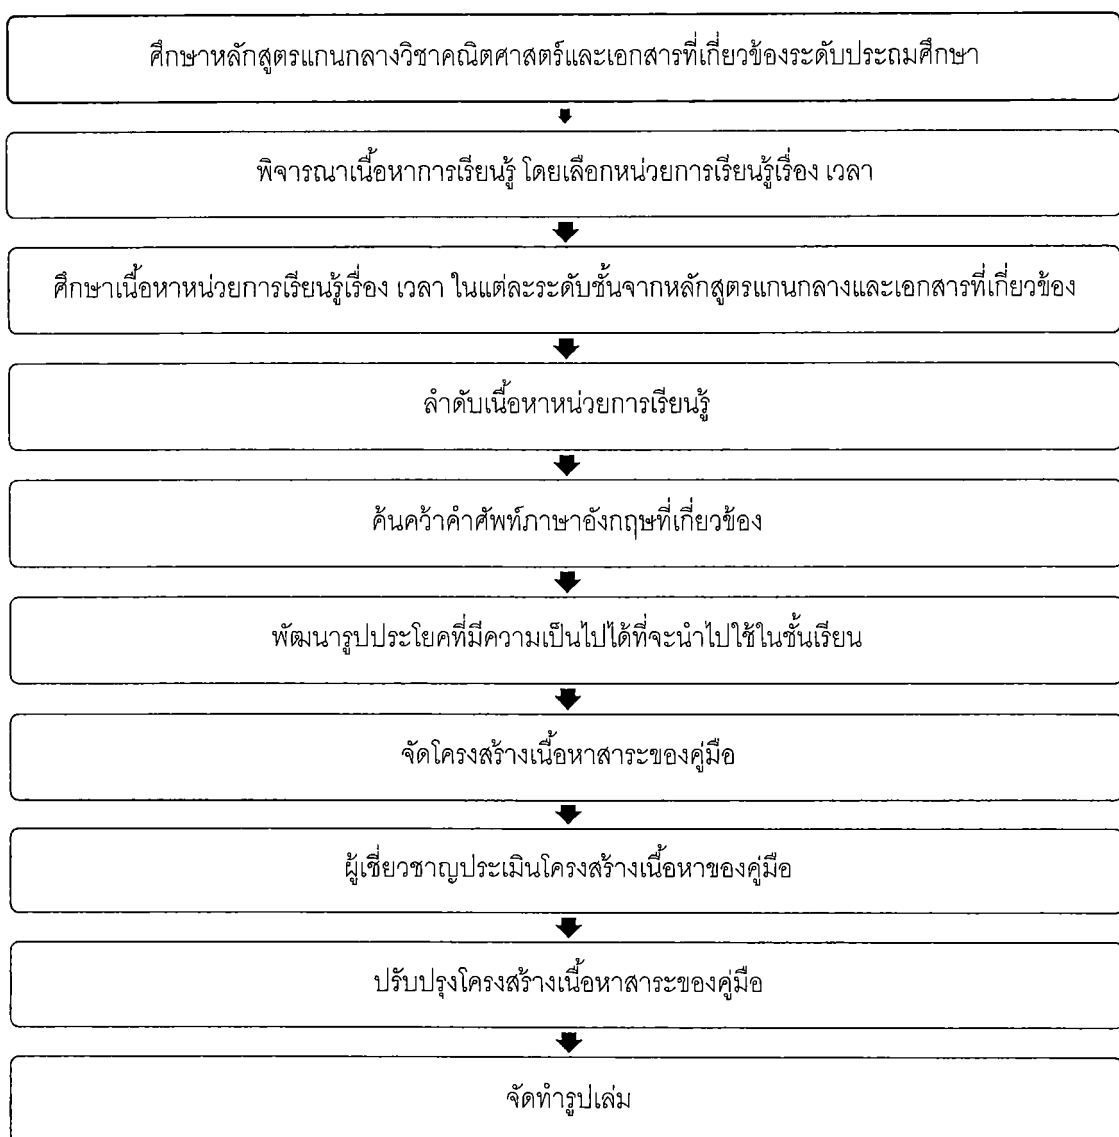 ศึกษาหลักสูตรแกนกลางวิชาคณิตศาสตร์และเอกสารที่เกี่ยวข้องระดับประถมศึกษา
พิจารณาเนื้อหาการเรียนรู้ โดยเลือกหน่วยการเรียนรู้เรื่อง เวลา
ศึกษาเนื้อหาหน่วยการเรียนรู้เรื่อง เวลา ในแต่ละระดับชั้นจากหลักสูตรแกนกลางและเอกสารที่เกี่ยวข้อง
ลำดับเนื้อหาหน่วยการเรียนรู้
ค้นคว้าคำศัพท์ภาษาอังกฤษที่เกี่ยวข้อง
พัฒนารูปประโยคที่มีความเป็นไปได้ที่จะนำไปใช้ในชั้นเรียน
จัดโครงสร้างเนื้อหาสาระของคู่มือ
ผู้เชี่ยวชาญประเมินโครงสร้างเนื้อหาของคู่มือ
ปรับปรุงโครงสร้างเนื้อหาสาระของคู่มือ
จัดทำรูปเล่ม